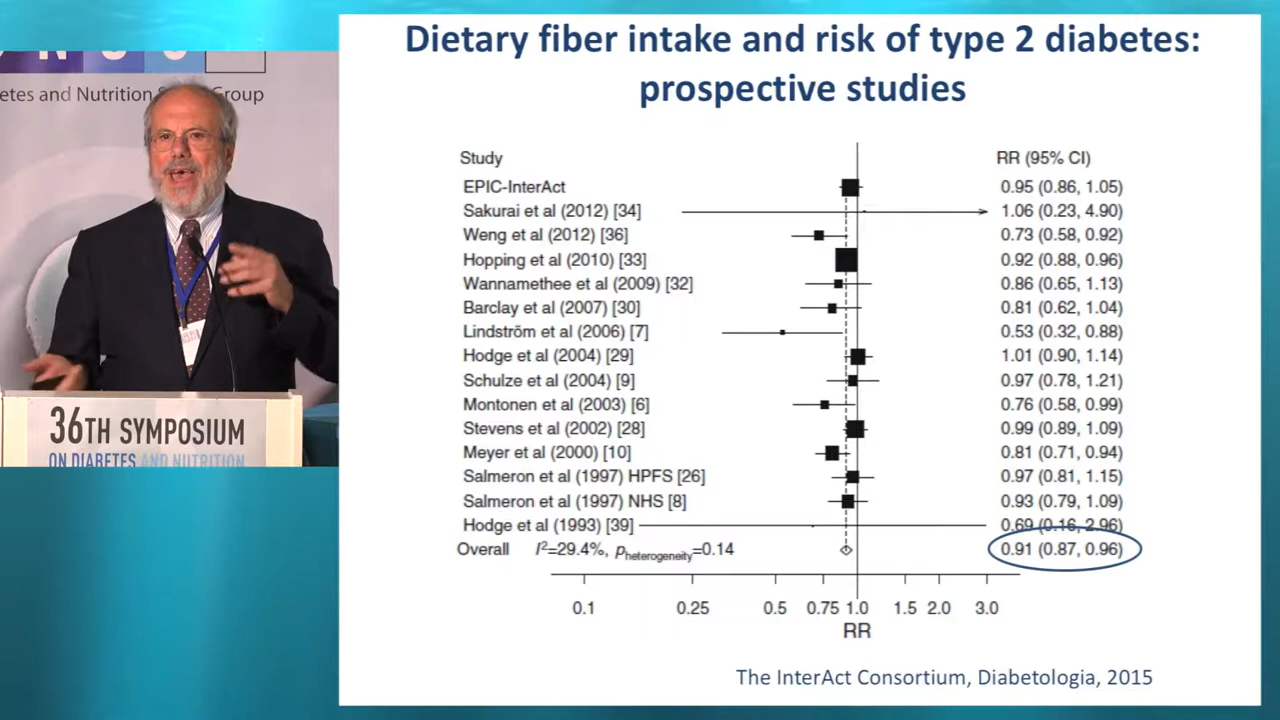 N S G
etes and Nutrition S Group
36TH SYMPOSIUM
ON DIABETES AND NUTRITION
Dietary fiber intake and risk of type 2 diabetes:
prospective studies
Study RR (95% CI)
EPIC-InterAct 0.95 (0.86, 1.05)
Sakurai et al (2012) [34] 1.06 (0.23, 4.90)
Weng et al (2012) [36] 0.73 (0.58, 0.92)
Hopping et al (2010) [33] 0.92 (0.88, 0.96)
Wannamethee et al (2009) [32] 0.86 (0.65, 1.13)
Barclay et al (2007) [30] 0.81 (0.62, 1.04)
Lindström et al (2006) [7] 0.53 (0.32, 0.88)
Hodge et al (2004) [29] 1.01 (0.90, 1.14)
Schulze et al (2004) [9] 0.97 (0.78, 1.21)
Montonen et al (2003) [6] 0.76 (0.58, 0.99)
Stevens et al (2002) [28] 0.99 (0.89, 1.09)
Meyer et al (2000) [10] 0.81 (0.71, 0.94)
Salmeron et al (1997) HPFS [26] 0.97 (0.81, 1.15)
Salmeron et al (1997) NHS [8] 0.93 (0.79, 1.09)
Hodge et al (1993) [39] 0.69 (0.16, 2.96)
Overall I²=29.4%, pheterogeneity=0.14 0.91 (0.87, 0.96)
0.1 0.25 0.5 0.75 1.0 1.5 2.0 3.0
RR
The InterAct Consortium, Diabetologia, 2015